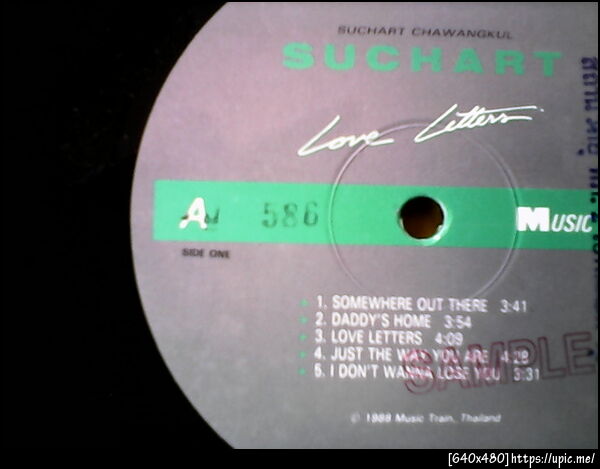 SUCHART CHAWANGKUL
SUCHART
Love Letters
A
586
MUSIC
SIDE ONE
1. SOMEWHERE OUT THERE 3:41
2. DADDY'S HOME 3:54
3. LOVE LETTERS 4:09
4. JUST THE WAY YOU ARE 4:28
5. I DON'T WANNA LOSE YOU 3:31
SAMPLE
© 1988 Music Train, Thailand
[640x480]https://upic.me/